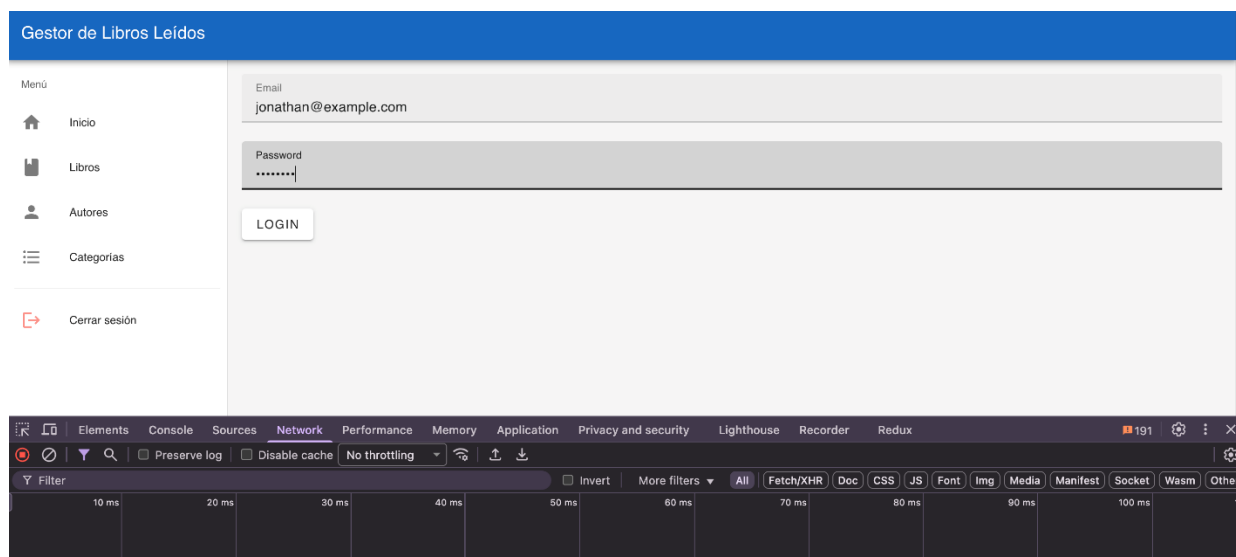 Gestor de Libros Leídos
Menú
Inicio
Libros
Autores
Categorías
Cerrar sesión
Email
jonathan@example.com
Password
••••••••
LOGIN
Elements Console Sources Network Performance Memory Application Privacy and security Lighthouse Recorder Redux 191
Preserve log Disable cache No throttling
Filter Invert More filters All Fetch/XHR Doc CSS JS Font Img Media Manifest Socket Wasm Othe
10 ms 20 ms 30 ms 40 ms 50 ms 60 ms 70 ms 80 ms 90 ms 100 ms